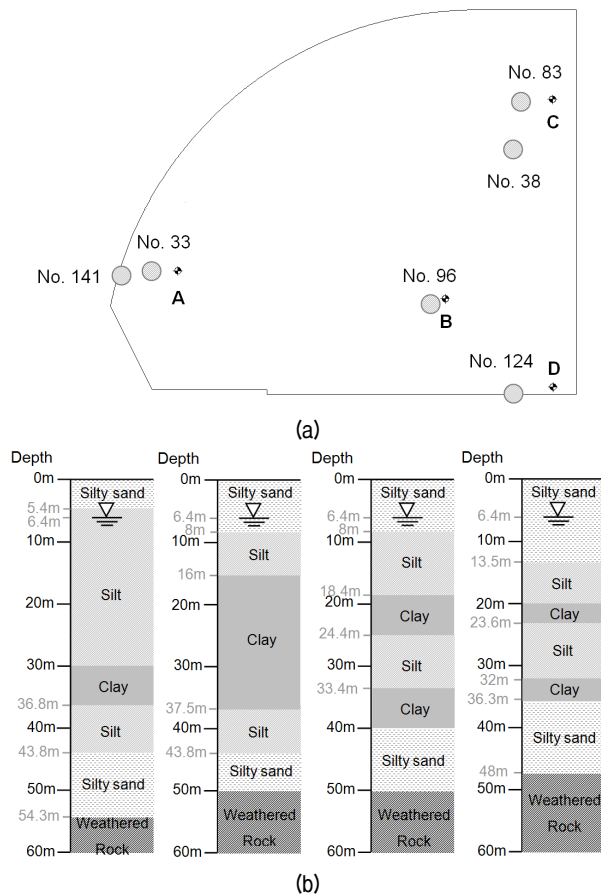 No. 83
C
No. 38
No. 33
No. 141
A
No. 96
B
No. 124
D
(a)
Depth
0m
Silty sand
5.4m
6.4m
10m
Silt
20m
30m
Clay
36.8m
40m
Silt
43.8m
50m
Silty sand
54.3m
Weathered
Rock
60m
Depth
0m
Silty sand
6.4m
8m
10m
Silt
16m
20m
Clay
30m
37.5m
40m
Silt
43.8m
Silty sand
50m
Weathered
Rock
60m
Depth
0m
Silty sand
6.4m
8m
10m
Silt
18.4m
20m
Clay
24.4m
30m
Silt
33.4m
Clay
40m
Silty sand
50m
Weathered
Rock
60m
Depth
0m
Silty sand
6.4m
10m
13.5m
Silt
20m
Clay
23.6m
30m
Silt
32m
Clay
36.3m
40m
Silty sand
48m
50m
Weathered
Rock
60m
(b)